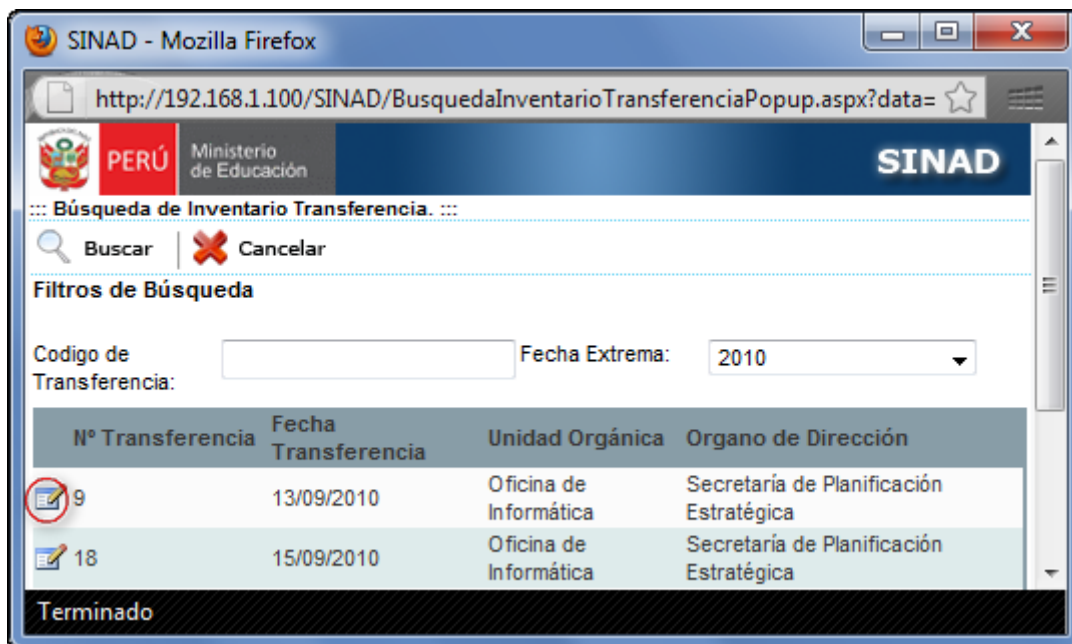 SINAD - Mozilla Firefox
http://192.168.1.100/SINAD/BusquedaInventarioTransferenciaPopup.aspx?data=
PERÚ
Ministerio
de Educación
SINAD
::: Búsqueda de Inventario Transferencia. :::
Buscar
Cancelar
Filtros de Búsqueda
Codigo de
Transferencia:
Fecha Extrema:
2010
Nº Transferencia
Fecha
Transferencia
Unidad Orgánica
Organo de Dirección
9
13/09/2010
Oficina de
Informática
Secretaría de Planificación
Estratégica
18
15/09/2010
Oficina de
Informática
Secretaría de Planificación
Estratégica
Terminado